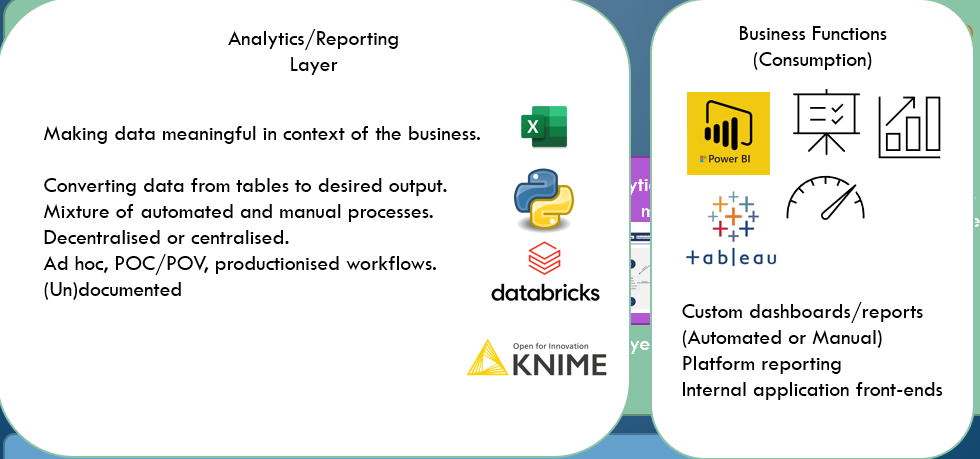 Analytics/Reporting
Layer
Making data meaningful in context of the business.
Converting data from tables to desired output.
Mixture of automated and manual processes.
Decentralised or centralised.
Ad hoc, POC/POV, productionised workflows.
(Un)documented
X
databricks
Open for Innovation
KNIME
Business Functions
(Consumption)
Power BI
+ableau
Custom dashboards/reports
(Automated or Manual)
Platform reporting
Internal application front-ends